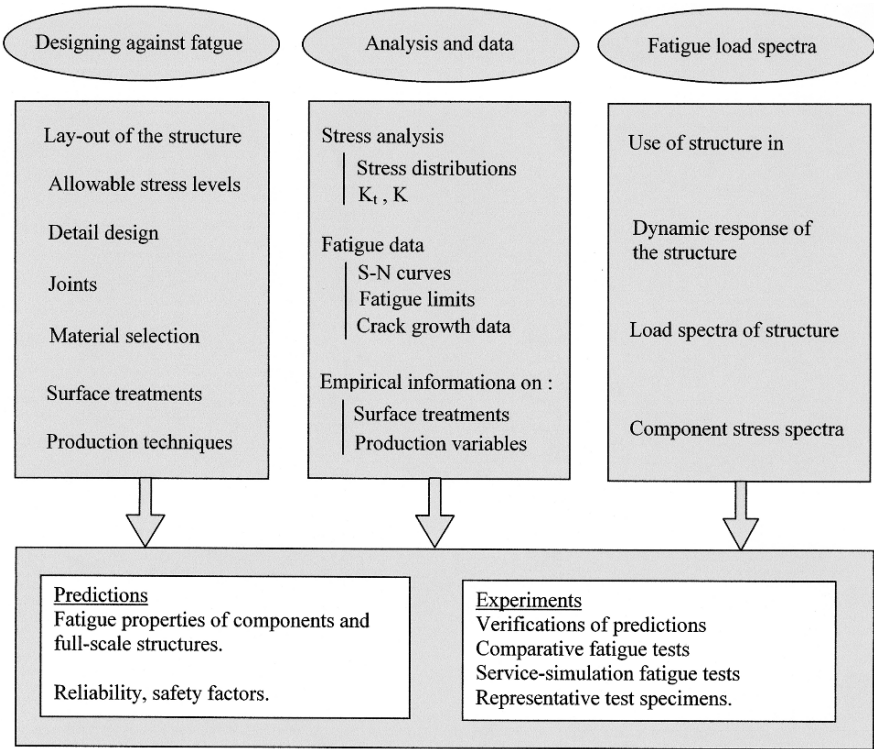 Designing against fatgue
Analysis and data
Fatigue load spectra
Lay-out of the structure
Allowable stress levels
Detail design
Joints
Material selection
Surface treatments
Production techniques
Stress analysis
Stress distributions
Kt , K
Fatigue data
S-N curves
Fatigue limits
Crack growth data
Empirical informationa on :
Surface treatments
Production variables
Use of structure in
Dynamic response of
the structure
Load spectra of structure
Component stress spectra
Predictions
Fatigue properties of components and
full-scale structures.
Reliability, safety factors.
Experiments
Verifications of predictions
Comparative fatigue tests
Service-simulation fatigue tests
Representative test specimens.